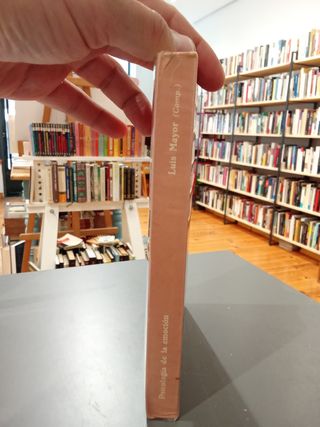 Luis Mayor (Comp.)
Psicología de la emoción